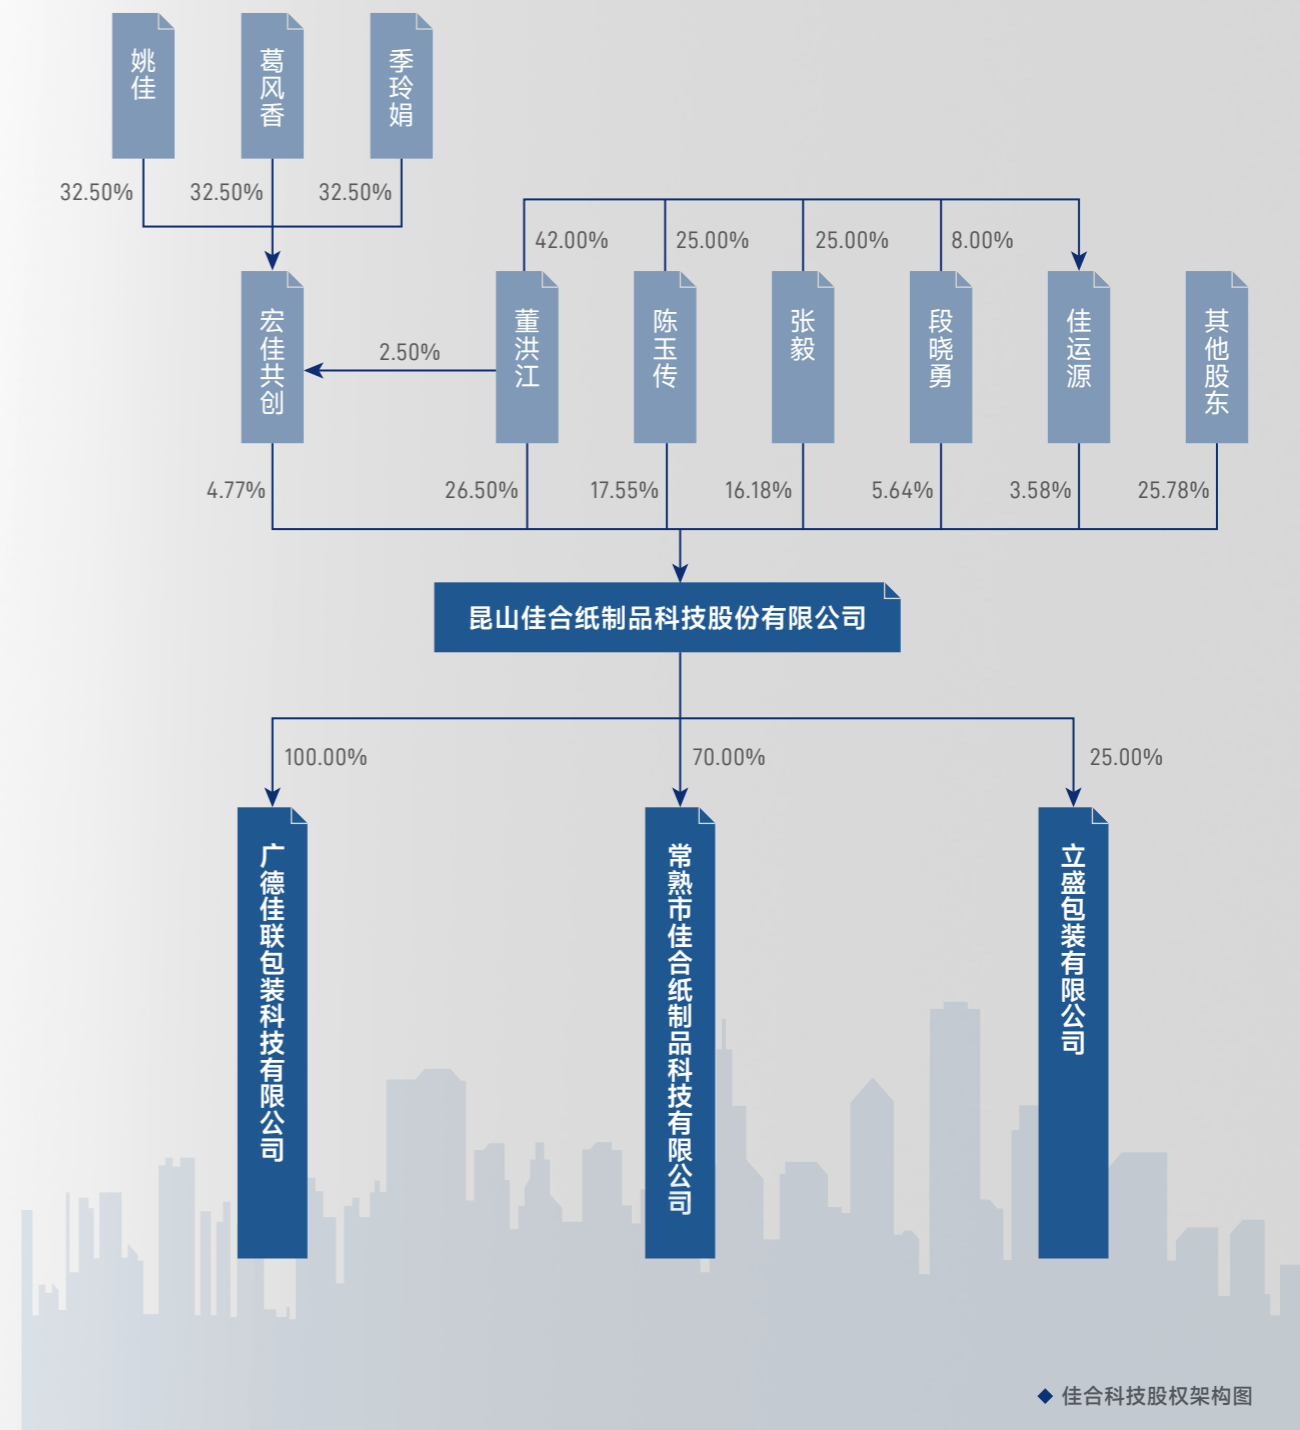 姚佳
葛风香
季玲娟
32.50%
32.50%
32.50%
42.00%
25.00%
25.00%
8.00%
宏佳共创
2.50%
董洪江
陈玉传
张毅
段晓勇
佳运源
其他股东
4.77%
26.50%
17.55%
16.18%
5.64%
3.58%
25.78%
昆山佳合纸制品科技股份有限公司
100.00%
70.00%
25.00%
广德佳联包装科技有限公司
常熟市佳合纸制品科技有限公司
立盛包装有限公司
佳合科技股权架构图